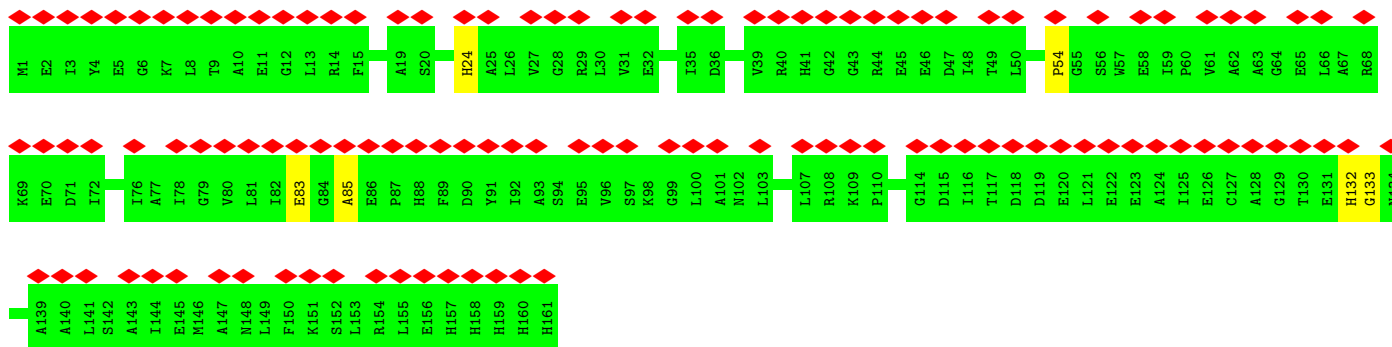 M1 E2 I3 Y4 E5 G6 K7 L8 T9 A10 E11 G12 L13 R14 F15 A19 S20 H24 A25 L26 V27 G28 R29 L30 V31 E32 I35 D36 V39 R40 H41 G42 G43 R44 E45 E46 D47 I48 T49 L50 P54 G55 S56 W57 E58 I59 P60 V61 A62 A63 G64 E65 L66 A67 R68
K69 E70 D71 I72 I76 A77 I78 G79 V80 L81 I82 E83 G84 A85 E86 P87 H88 F89 D90 Y91 I92 A93 S94 E95 V96 S97 K98 G99 L100 A101 N102 L103 L107 R108 K109 P110 G114 D115 I116 T117 D118 D119 E120 L121 E122 E123 A124 I125 E126 C127 A128 G129 T130 E131 H132 G133
A139 A140 L141 S142 A143 I144 E145 M146 A147 N148 L149 F150 K151 S152 L153 R154 L155 E156 H157 H158 H159 H160 H161